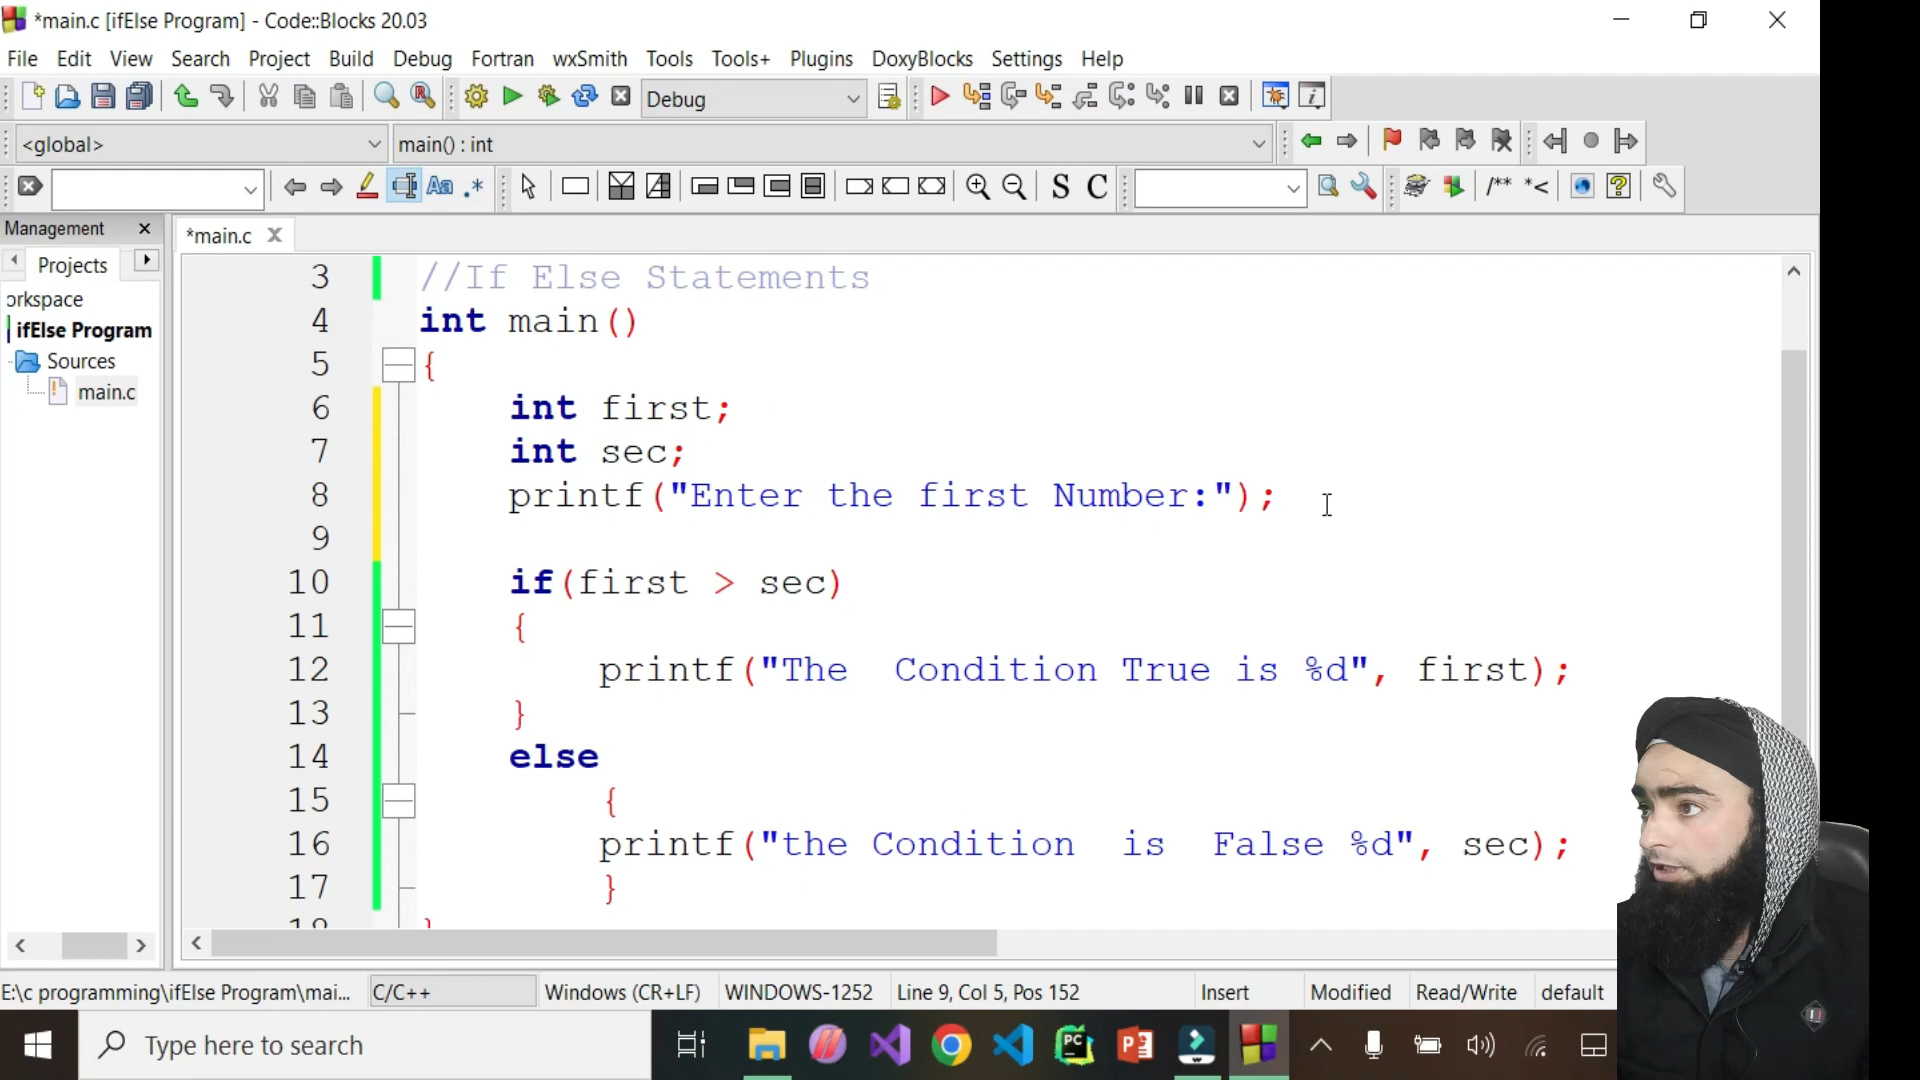 *main.c [ifElse Program] - Code::Blocks 20.03
File Edit View Search Project Build Debug Fortran wxSmith Tools Tools+ Plugins DoxyBlocks Settings Help
Debug
<global> main() : int
Aa .* S C /** *<
Management
*main.c
Projects
orkspace
ifElse Program
Sources
main.c
3 //If Else Statements
4 int main()
5 {
6 int first;
7 int sec;
8 printf("Enter the first Number:");
9
10 if(first > sec)
11 {
12 printf("The  Condition True is %d", first);
13 }
14 else
15 {
16 printf("the Condition  is  False %d", sec);
17 }
18 }
E:\c programming\ifElse Program\mai... C/C++ Windows (CR+LF) WINDOWS-1252 Line 9, Col 5, Pos 152 Insert Modified Read/Write default
Type here to search